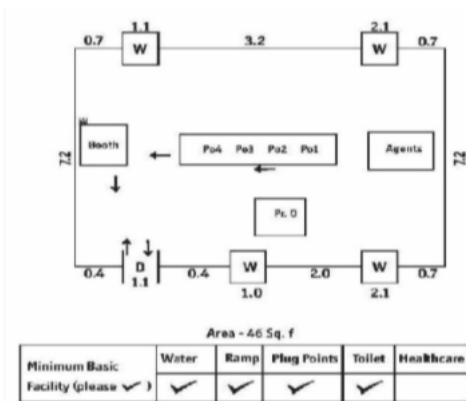 1.1 2.1
0.7 W 3.2 W 0.7
W
Booth Po4 Po3 Po2 Po1 Agents
7.2 7.2
Pr. O
0.4 D 0.4 W 2.0 W 0.7
1.1 1.0 2.1
Area - 46 Sq. f
Minimum Basic Water Ramp Plug Points Toilet Healthcare
Facility (please ✓ ) ✓ ✓ ✓ ✓